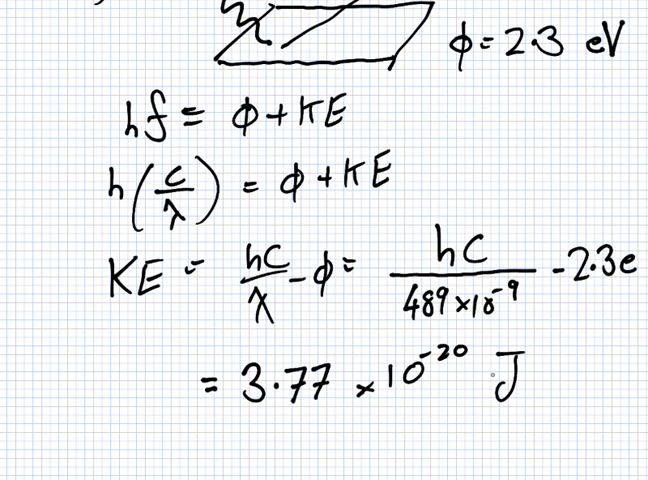 ϕ = 2.3 eV
hf = ϕ + KE
h(c/λ) = ϕ + KE
KE = hc/λ - ϕ = hc/489×10⁻⁹ - 2.3e
= 3.77 × 10⁻²⁰ J